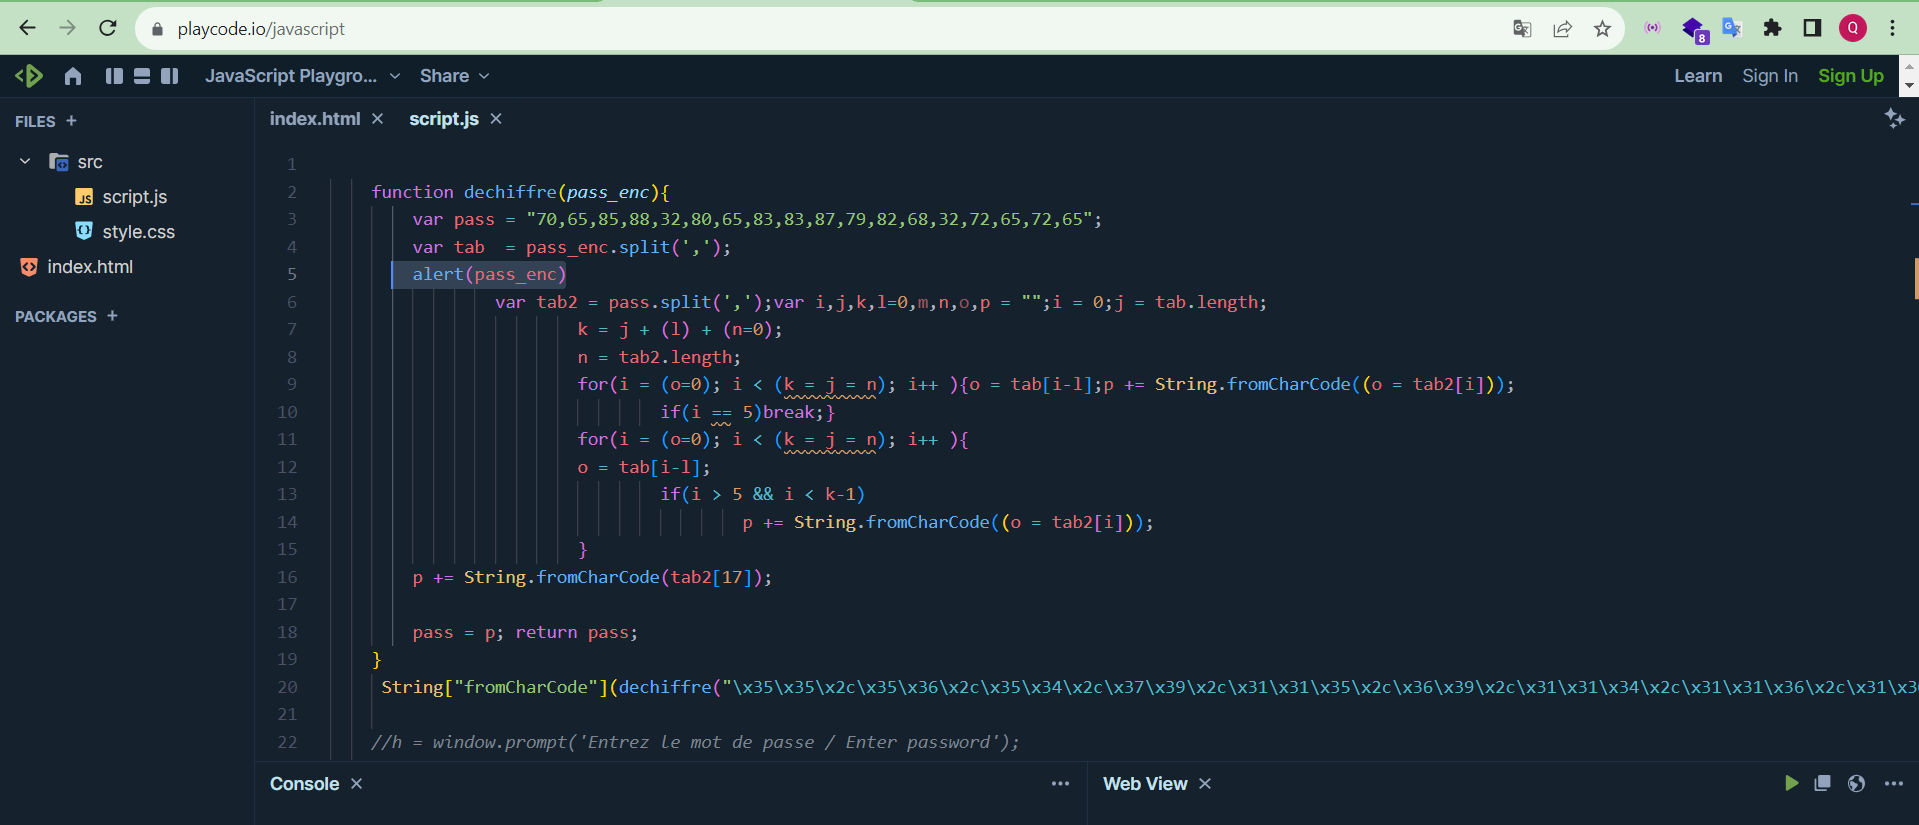 playcode.io/javascript
8
Q
JavaScript Playgro...
Share
Learn
Sign In
Sign Up
FILES +
index.html
script.js
src
JS script.js
style.css
index.html
PACKAGES +
1
2 function dechiffre(pass_enc){
3 var pass = "70,65,85,88,32,80,65,83,83,87,79,82,68,32,72,65,72,65";
4 var tab  = pass_enc.split(',');
5 alert(pass_enc)
6 var tab2 = pass.split(',');var i,j,k,l=0,m,n,o,p = "";i = 0;j = tab.length;
7 k = j + (l) + (n=0);
8 n = tab2.length;
9 for(i = (o=0); i < (k = j = n); i++ ){o = tab[i-l];p += String.fromCharCode((o = tab2[i]));
10 if(i == 5)break;}
11 for(i = (o=0); i < (k = j = n); i++ ){
12 o = tab[i-l];
13 if(i > 5 && i < k-1)
14 p += String.fromCharCode((o = tab2[i]));
15 }
16 p += String.fromCharCode(tab2[17]);
17
18 pass = p; return pass;
19 }
20 String["fromCharCode"](dechiffre("\x35\x35\x2c\x35\x36\x2c\x35\x34\x2c\x37\x39\x2c\x31\x31\x35\x2c\x36\x39\x2c\x31\x31\x34\x2c\x31\x31\x36\x2c\x31\x3
21
22 //h = window.prompt('Entrez le mot de passe / Enter password');
Console
Web View